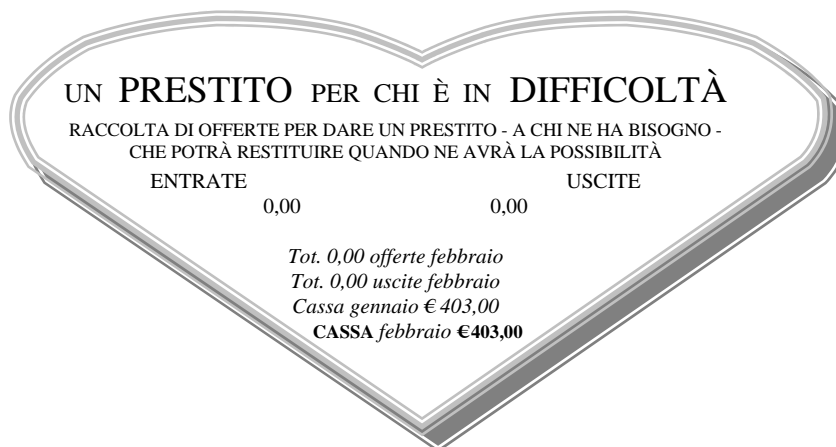 UN PRESTITO PER CHI È IN DIFFICOLTÀ
RACCOLTA DI OFFERTE PER DARE UN PRESTITO - A CHI NE HA BISOGNO -
CHE POTRÀ RESTITUIRE QUANDO NE AVRÀ LA POSSIBILITÀ
ENTRATE USCITE
0,00 0,00
Tot. 0,00 offerte febbraio
Tot. 0,00 uscite febbraio
Cassa gennaio € 403,00
CASSA febbraio €403,00